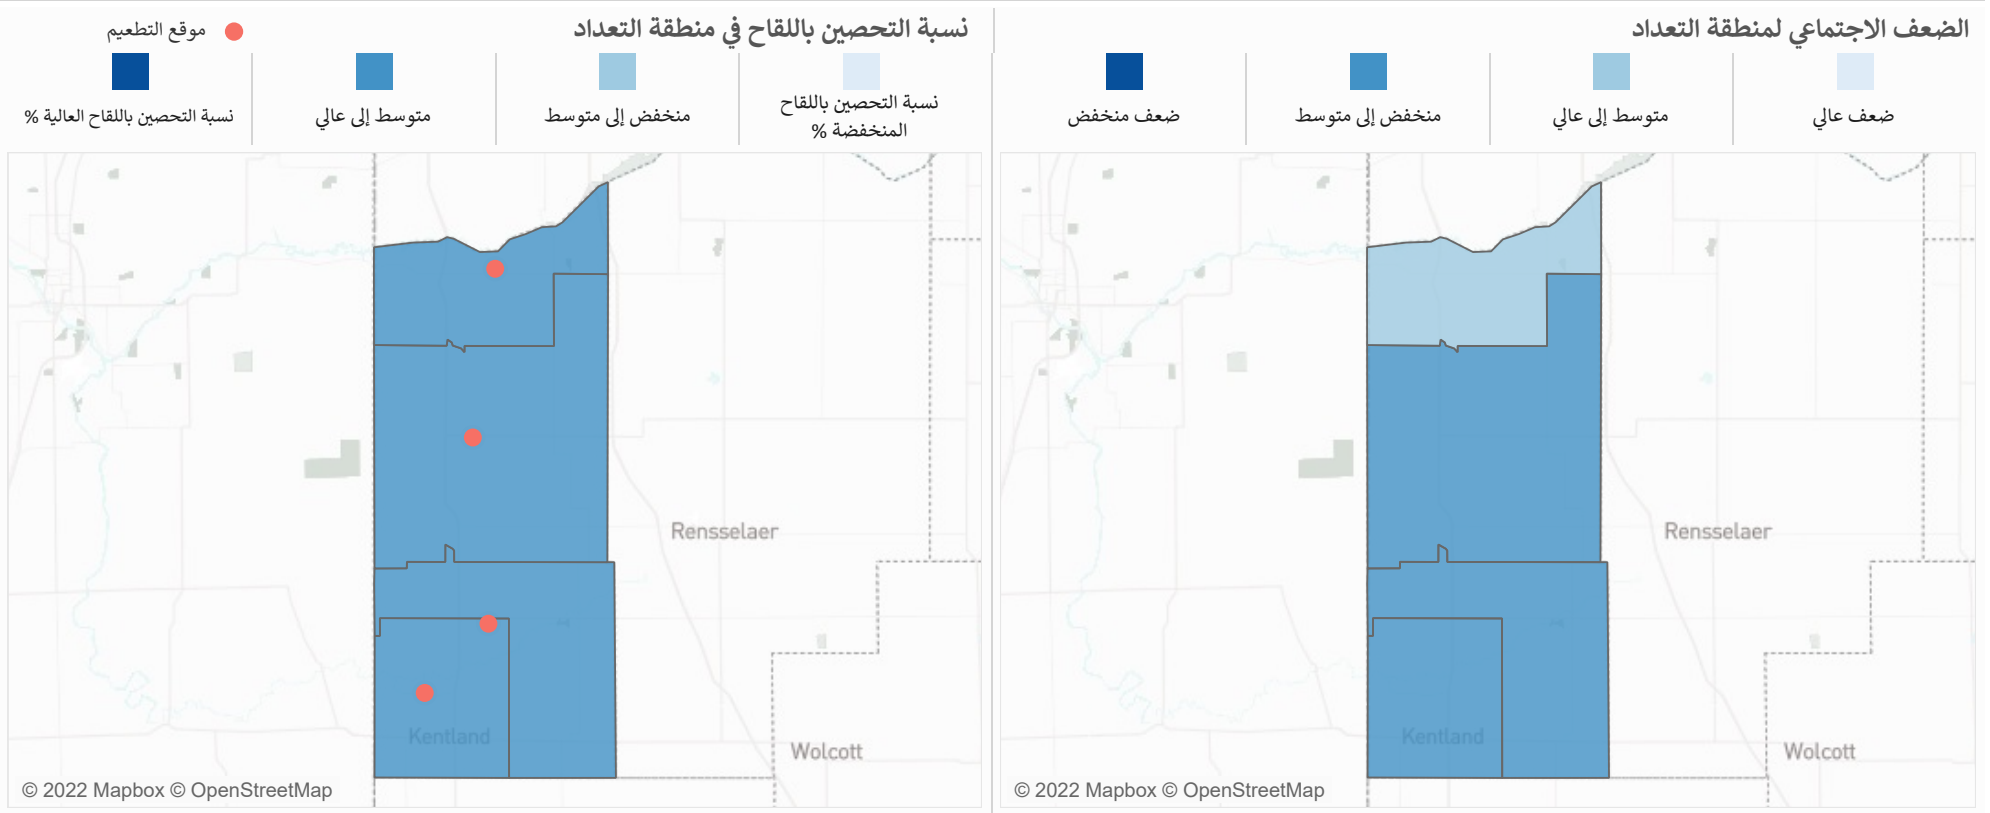 الضعف الاجتماعي لمنطقة التعداد
ضعف عالي
متوسط إلى عالي
منخفض إلى متوسط
ضعف منخفض
Rensselaer
Kentland
Wolcott
© 2022 Mapbox © OpenStreetMap
نسبة التحصين باللقاح في منطقة التعداد
موقع التطعيم
نسبة التحصين باللقاح
المنخفضة %
منخفض إلى متوسط
متوسط إلى عالي
نسبة التحصين باللقاح العالية %
Rensselaer
Kentland
Wolcott
© 2022 Mapbox © OpenStreetMap